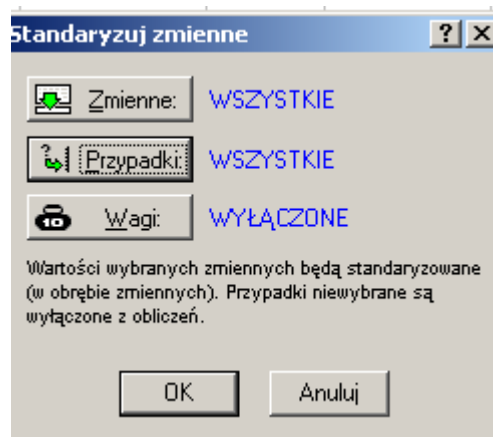 Standaryzuj zmienne
Zmienne: WSZYSTKIE
Przypadki: WSZYSTKIE
10 Wagi: WYŁĄCZONE
Wartości wybranych zmiennych będą standaryzowane
(w obrębie zmiennych). Przypadki niewybrane są
wyłączone z obliczeń.
OK Anuluj